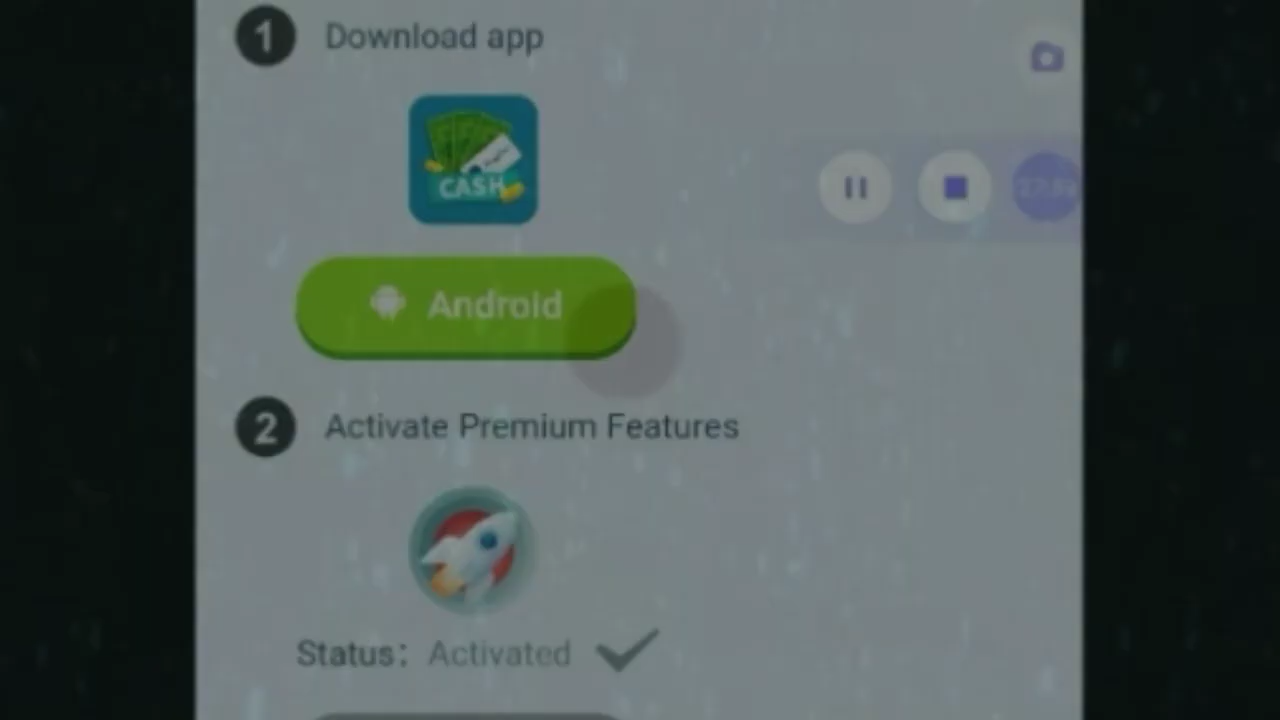 1 Download app
CASH
Android
2 Activate Premium Features
Status: Activated